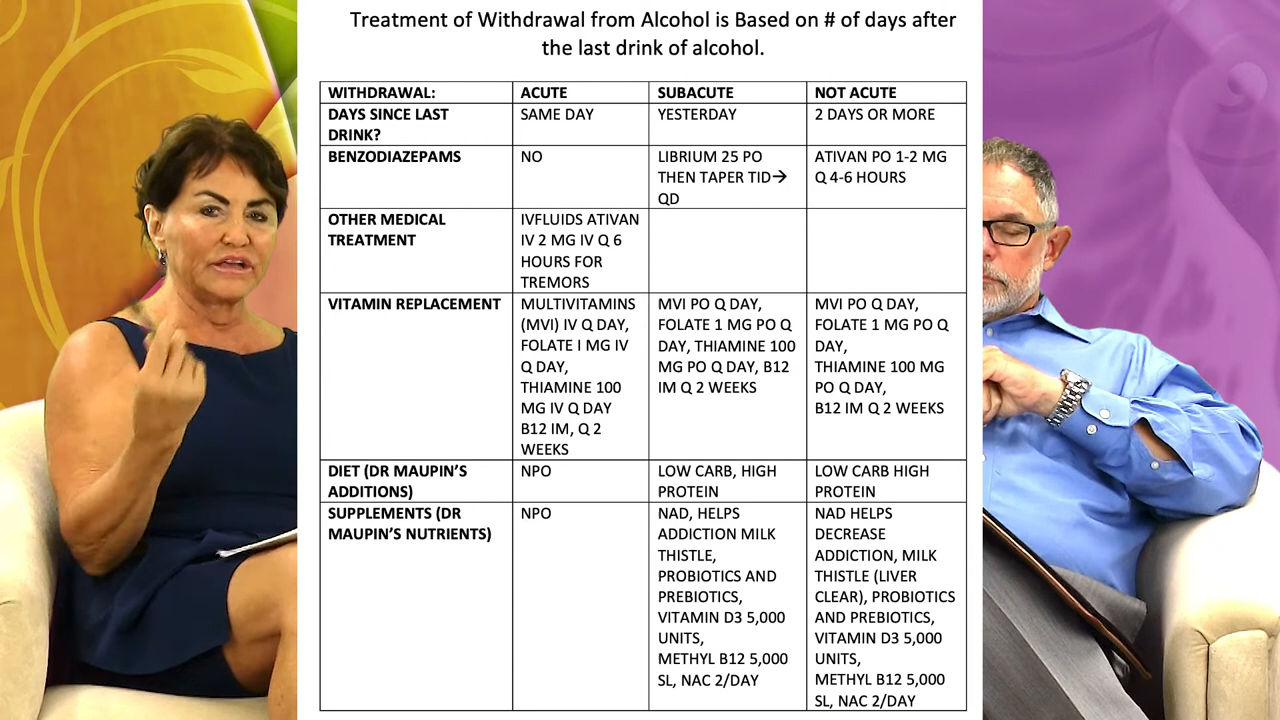 Treatment of Withdrawal from Alcohol is Based on # of days after
the last drink of alcohol.
WITHDRAWAL:
ACUTE
SUBACUTE
NOT ACUTE
DAYS SINCE LAST
DRINK?
SAME DAY
YESTERDAY
2 DAYS OR MORE
BENZODIAZEPAMS
NO
LIBRIUM 25 PO
THEN TAPER TID→
QD
ATIVAN PO 1-2 MG
Q 4-6 HOURS
OTHER MEDICAL
TREATMENT
IVFLUIDS ATIVAN
IV 2 MG IV Q 6
HOURS FOR
TREMORS
VITAMIN REPLACEMENT
MULTIVITAMINS
(MVI) IV Q DAY,
FOLATE I MG IV
Q DAY,
THIAMINE 100
MG IV Q DAY
B12 IM, Q 2
WEEKS
MVI PO Q DAY,
FOLATE 1 MG PO Q
DAY, THIAMINE 100
MG PO Q DAY, B12
IM Q 2 WEEKS
MVI PO Q DAY,
FOLATE 1 MG PO Q
DAY,
THIAMINE 100 MG
PO Q DAY,
B12 IM Q 2 WEEKS
DIET (DR MAUPIN'S
ADDITIONS)
NPO
LOW CARB, HIGH
PROTEIN
LOW CARB HIGH
PROTEIN
SUPPLEMENTS (DR
MAUPIN'S NUTRIENTS)
NPO
NAD, HELPS
ADDICTION MILK
THISTLE,
PROBIOTICS AND
PREBIOTICS,
VITAMIN D3 5,000
UNITS,
METHYL B12 5,000
SL, NAC 2/DAY
NAD HELPS
DECREASE
ADDICTION, MILK
THISTLE (LIVER
CLEAR), PROBIOTICS
AND PREBIOTICS,
VITAMIN D3 5,000
UNITS,
METHYL B12 5,000
SL, NAC 2/DAY